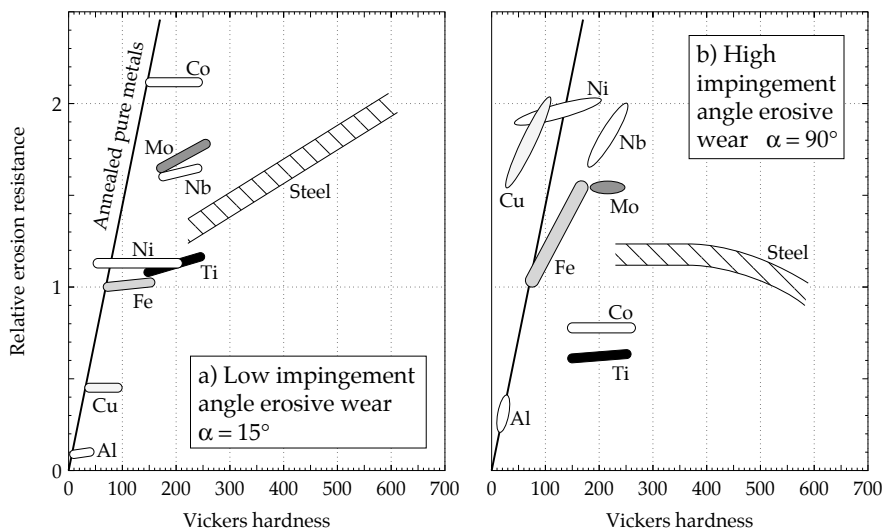 Relative erosion resistance
2
1
0
Annealed pure metals
Co
Mo
Nb
Steel
Ni
Ti
Fe
Cu
Al
a) Low impingement
angle erosive wear
α = 15°
0 100 200 300 400 500 600 700
Vickers hardness
b) High
impingement
angle erosive
wear α = 90°
Ni
Nb
Cu
Mo
Fe
Steel
Co
Ti
Al
0 100 200 300 400 500 600 700
Vickers hardness